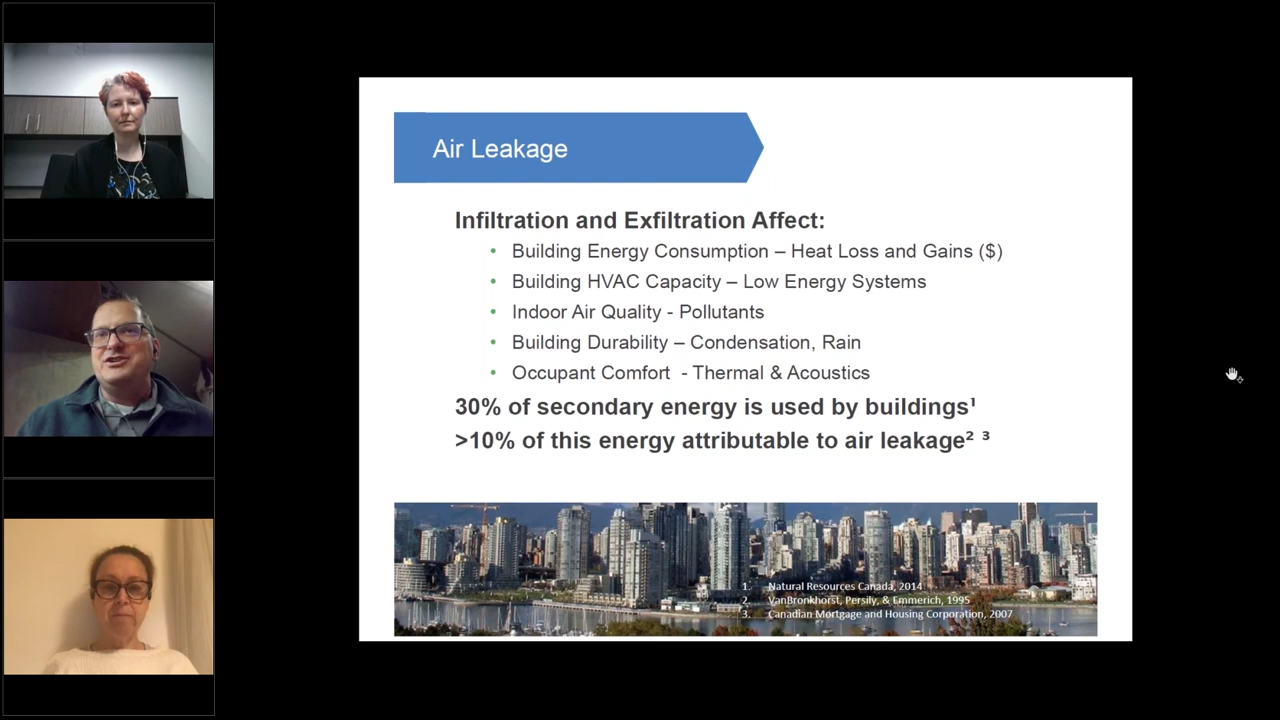 Air Leakage
Infiltration and Exfiltration Affect:
• Building Energy Consumption – Heat Loss and Gains ($)
• Building HVAC Capacity – Low Energy Systems
• Indoor Air Quality - Pollutants
• Building Durability – Condensation, Rain
• Occupant Comfort  - Thermal & Acoustics
30% of secondary energy is used by buildings¹
>10% of this energy attributable to air leakage² ³
1. Natural Resources Canada, 2014
2 VanBronkhorst, Persily, & Emmerich, 1995
3. Canadian Mortgage and Housing Corporation, 2007